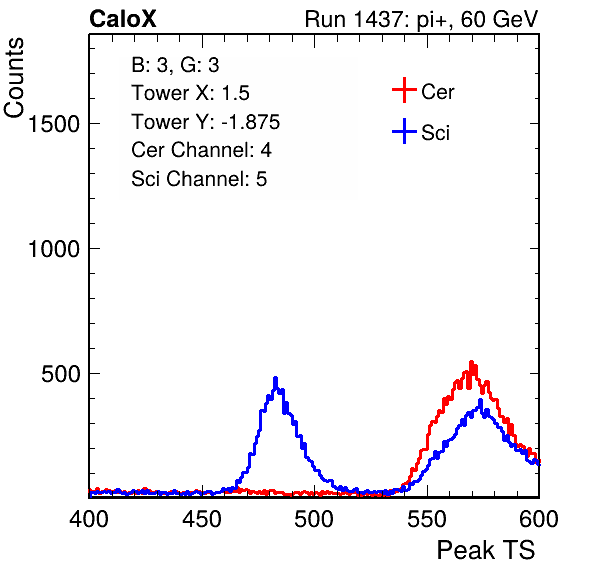 CaloX Run 1437: pi+, 60 GeV
B: 3, G: 3
Tower X: 1.5
Tower Y: -1.875
Cer Channel: 4
Sci Channel: 5
Cer
Sci
Counts
1500
1000
500
400 450 500 550 600
Peak TS